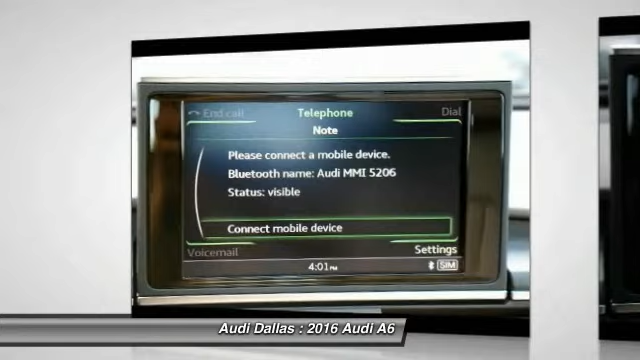 End call Telephone Dial
Note
Please connect a mobile device.
Bluetooth name: Audi MMI 5206
Status: visible
Connect mobile device
Voicemail Settings
4:01PM SIM
Audi Dallas : 2016 Audi A6